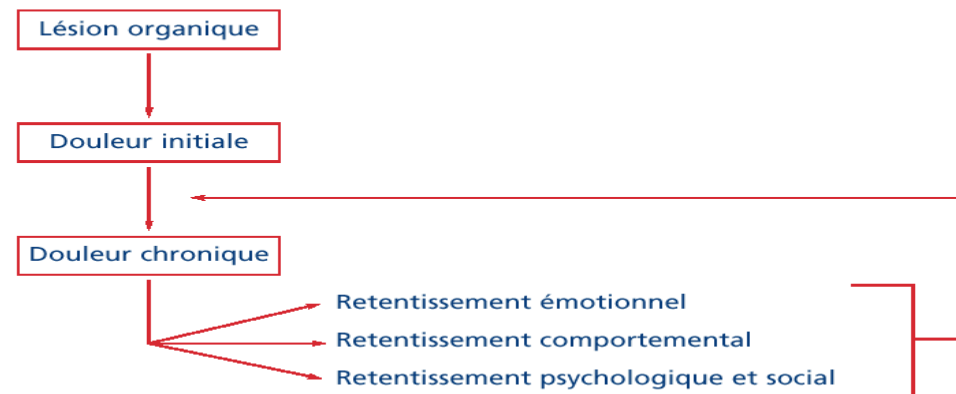 Lésion organique
Douleur initiale
Douleur chronique
Retentissement émotionnel
Retentissement comportemental
Retentissement psychologique et social